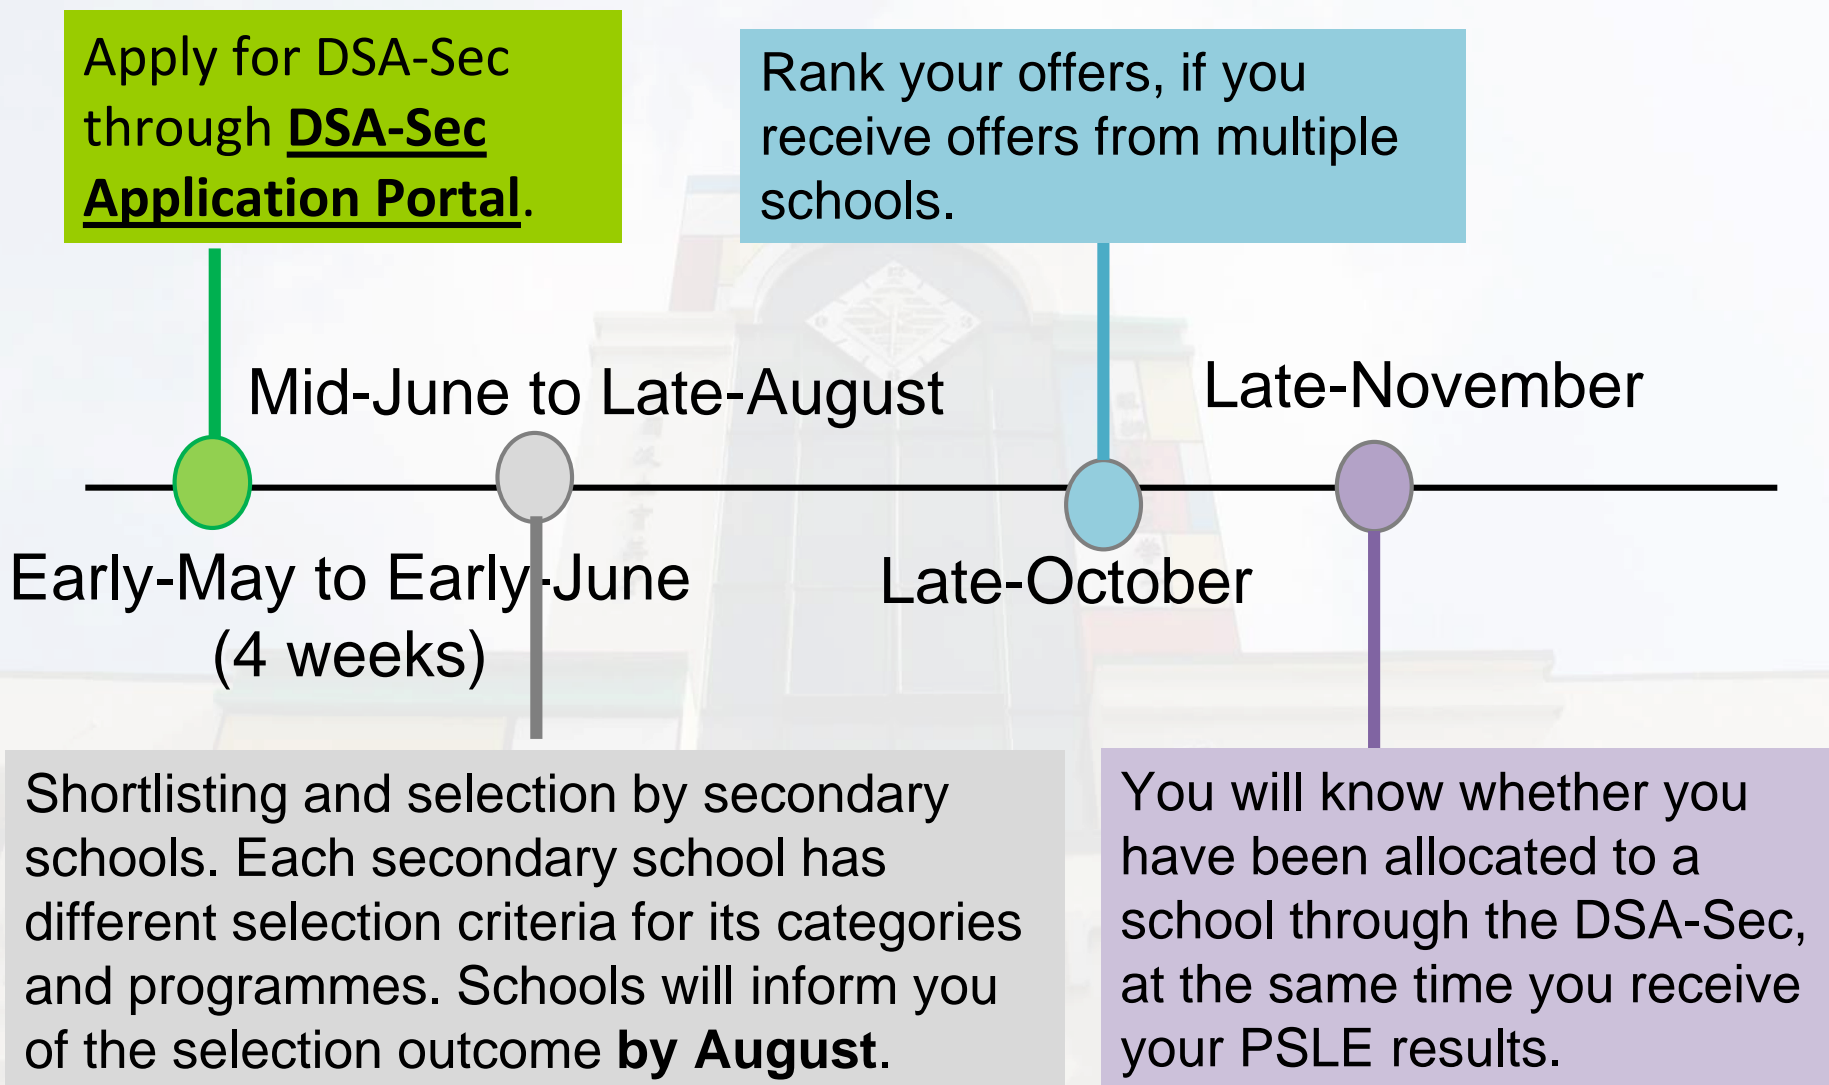 Apply for DSA-Sec
through DSA-Sec
Application Portal.
Rank your offers, if you
receive offers from multiple
schools.
Mid-June to Late-August
Late-November
Early-May to Early-June
(4 weeks)
Late-October
Shortlisting and selection by secondary
schools. Each secondary school has
different selection criteria for its categories
and programmes. Schools will inform you
of the selection outcome by August.
You will know whether you
have been allocated to a
school through the DSA-Sec,
at the same time you receive
your PSLE results.